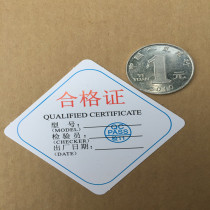 合格证
QUALIFIED CERTIFICATE
型号:
(MODEL)
检验员:
(CHECKER)
出厂日期:
(DATE)
QC
PASS
1